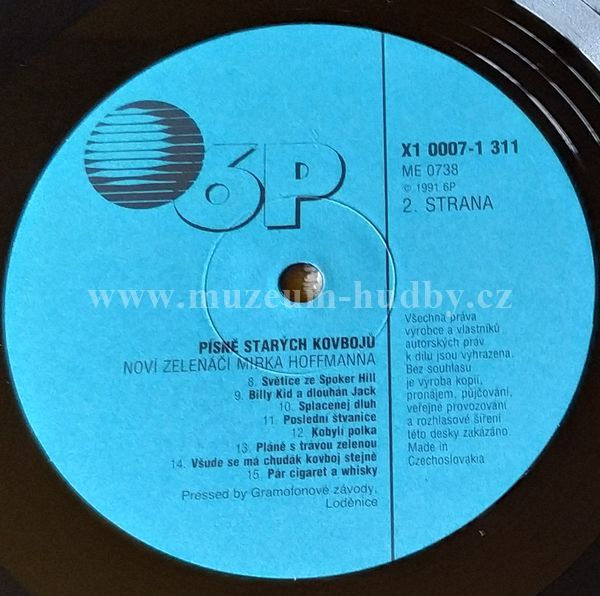 6P
X1 0007-1 311
ME 0738
© 1991 6P
2. STRANA
www.muzeum-hudby.cz
PÍSNĚ STARÝCH KOVBOJŮ
NOVÍ ZELENÁČI MIRKA HOFFMANNA
8. Světice ze Spoker Hill
9. Billy Kid a dlouhán Jack
10. Splacenej dluh
11. Poslední štvanice
12. Kobylí polka
13. Pláně s trávou zelenou
14. Všude se má chudák kovboj stejně
15. Pár cigaret a whisky
Pressed by Gramofonové závody,
Loděnice
Všechna práva
výrobce a vlastníků
autorských práv
k dílu jsou vyhrazena.
Bez souhlasu
je výroba kopií,
pronájem, půjčování,
veřejné provozování
a rozhlasové šíření
této desky zakázáno.
Made in
Czechoslovakia